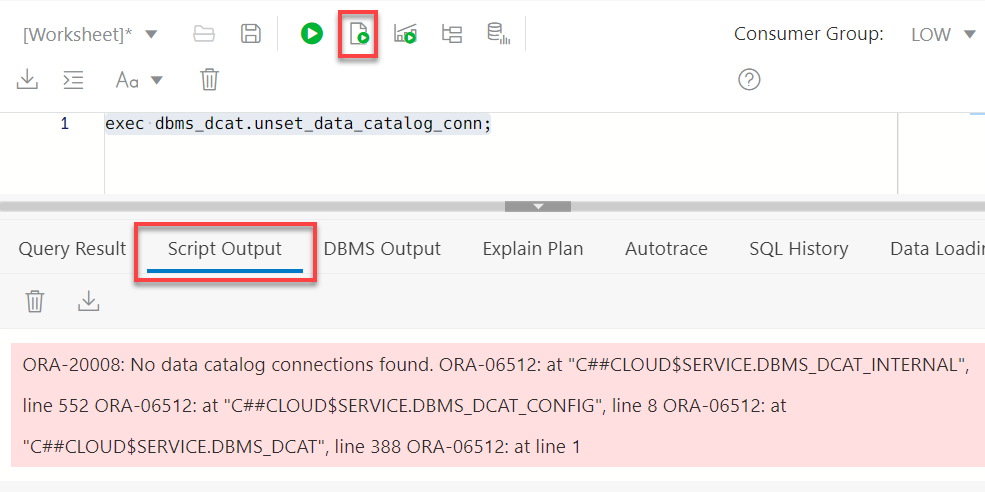 [Worksheet]*
Consumer Group: LOW
Aa
?
1 exec dbms_dcat.unset_data_catalog_conn;
Query Result Script Output DBMS Output Explain Plan Autotrace SQL History Data Loadin
ORA-20008: No data catalog connections found. ORA-06512: at "C##CLOUD$SERVICE.DBMS_DCAT_INTERNAL",
line 552 ORA-06512: at "C##CLOUD$SERVICE.DBMS_DCAT_CONFIG", line 8 ORA-06512: at
"C##CLOUD$SERVICE.DBMS_DCAT", line 388 ORA-06512: at line 1